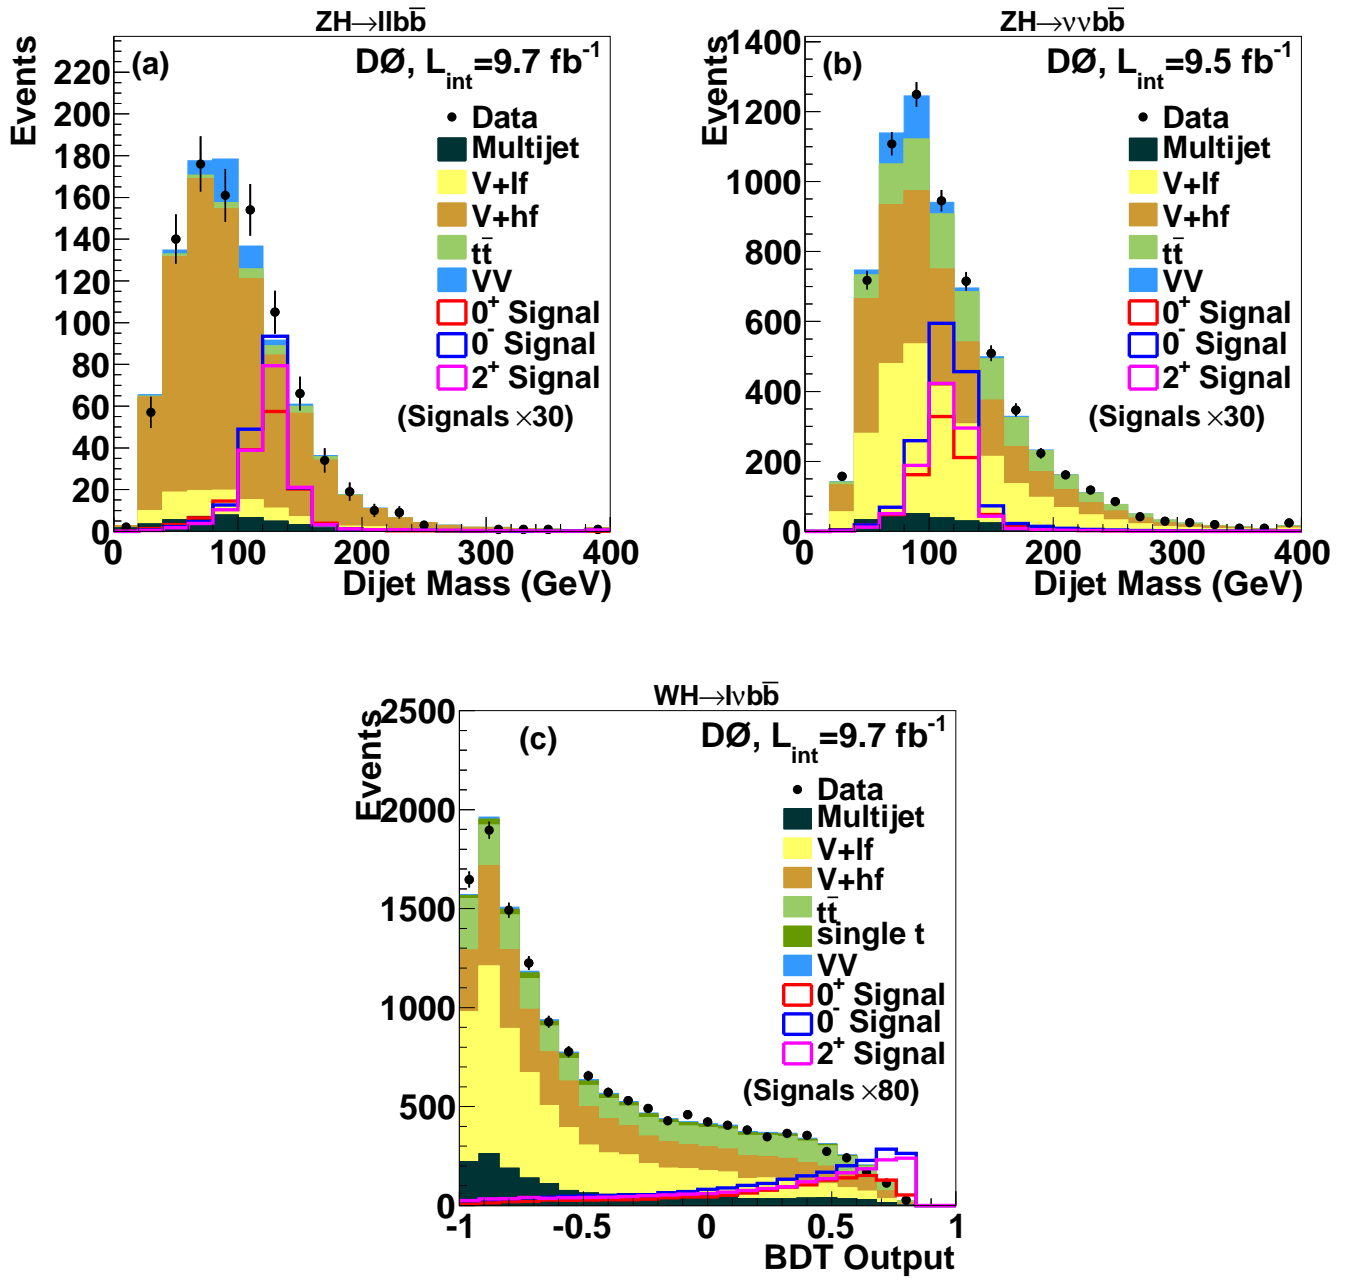 ZH→llbb̅
(a)
DØ, L_int=9.7 fb⁻¹
Events
220
200
180
160
140
120
100
80
60
40
20
0
Data
Multijet
V+lf
V+hf
tt̅
VV
0⁺ Signal
0⁻ Signal
2⁺ Signal
(Signals ×30)
0 100 200 300 400
Dijet Mass (GeV)
ZH→ννbb̅
(b)
DØ, L_int=9.5 fb⁻¹
Events
1400
1200
1000
800
600
400
200
0
Data
Multijet
V+lf
V+hf
tt̅
VV
0⁺ Signal
0⁻ Signal
2⁺ Signal
(Signals ×30)
0 100 200 300 400
Dijet Mass (GeV)
WH→lνbb̅
(c)
DØ, L_int=9.7 fb⁻¹
Events
2500
2000
1500
1000
500
0
Data
Multijet
V+lf
V+hf
tt̅
single t
VV
0⁺ Signal
0⁻ Signal
2⁺ Signal
(Signals ×80)
-1 -0.5 0 0.5 1
BDT Output